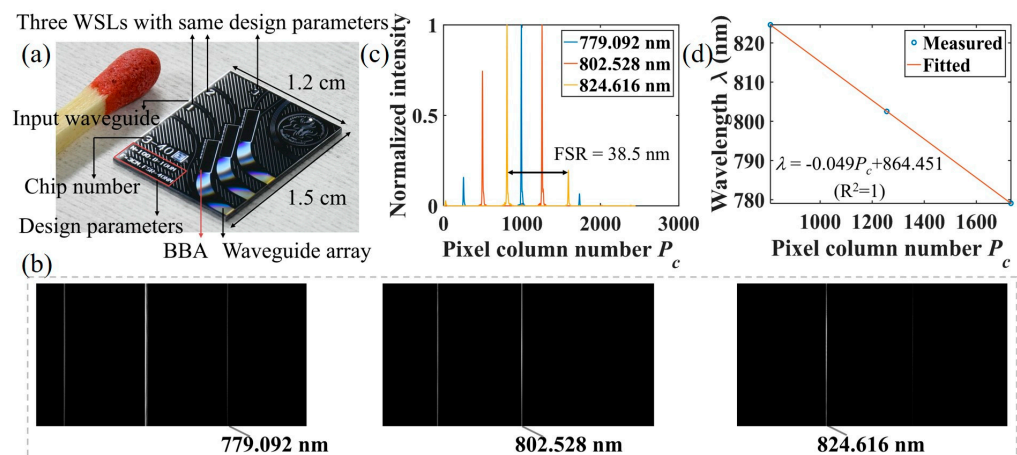 Three WSLs with same design parameters
(a)
1.2 cm
Input waveguide
Chip number
1.5 cm
Design parameters
BBA
Waveguide array
(c)
Normalized intensity
1
0.5
0
779.092 nm
802.528 nm
824.616 nm
FSR = 38.5 nm
0
1000
2000
3000
Pixel column number P_c
(d)
Wavelength λ (nm)
820
810
800
790
780
Measured
Fitted
λ = -0.049P_c+864.451
(R²=1)
1000
1200
1400
1600
Pixel column number P_c
(b)
779.092 nm
802.528 nm
824.616 nm